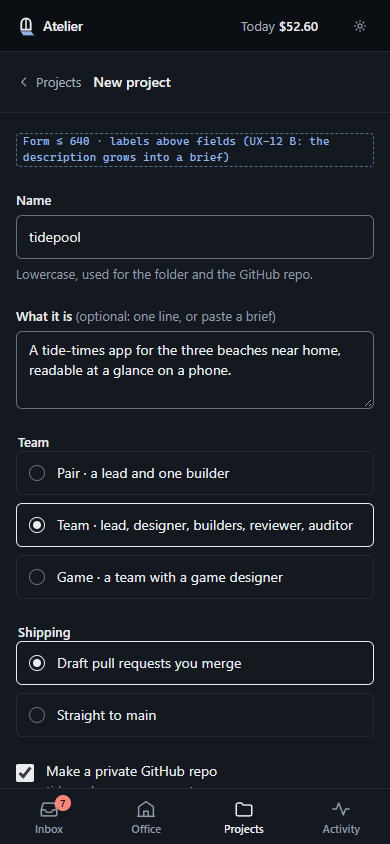 Atelier
Today $52.60
Projects New project
Form ≤ 640 · labels above fields (UX-12 B: the
description grows into a brief)
Name
tidepool
Lowercase, used for the folder and the GitHub repo.
What it is (optional: one line, or paste a brief)
A tide-times app for the three beaches near home,
readable at a glance on a phone.
Team
Pair · a lead and one builder
Team · lead, designer, builders, reviewer, auditor
Game · a team with a game designer
Shipping
Draft pull requests you merge
Straight to main
Make a private GitHub repo
7
Inbox Office Projects Activity